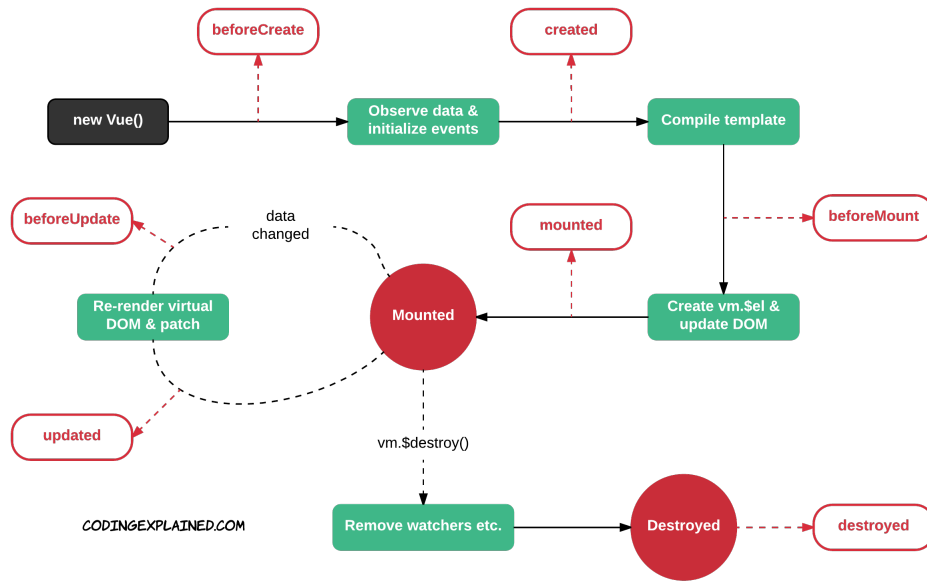 beforeCreate
created
new Vue()
Observe data &
initialize events
Compile template
beforeUpdate
data
changed
mounted
beforeMount
Re-render virtual
DOM & patch
Mounted
Create vm.$el &
update DOM
updated
vm.$destroy()
CODINGEXPLAINED.COM
Remove watchers etc.
Destroyed
destroyed